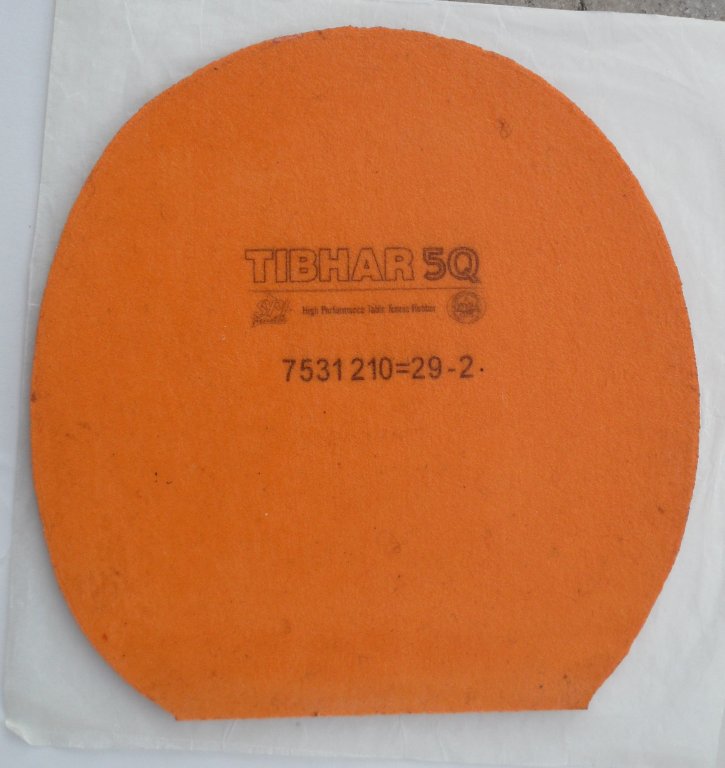 TIBHAR 5Q
High Performance Table Tennis Rubber
7531210=29-2.